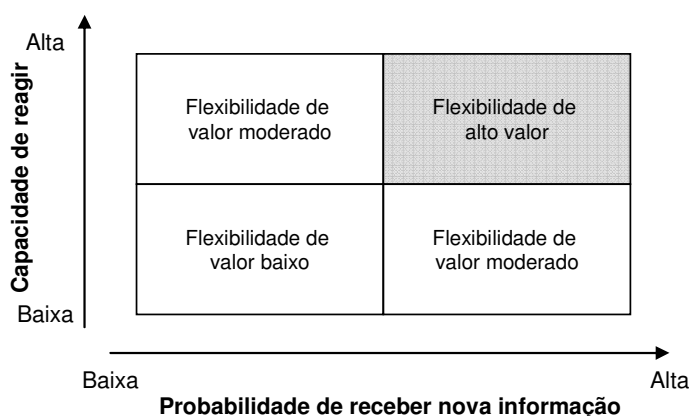 Alta
Capacidade de reagir
Flexibilidade de
valor moderado
Flexibilidade de
alto valor
Flexibilidade de
valor baixo
Flexibilidade de
valor moderado
Baixa
Baixa
Alta
Probabilidade de receber nova informação